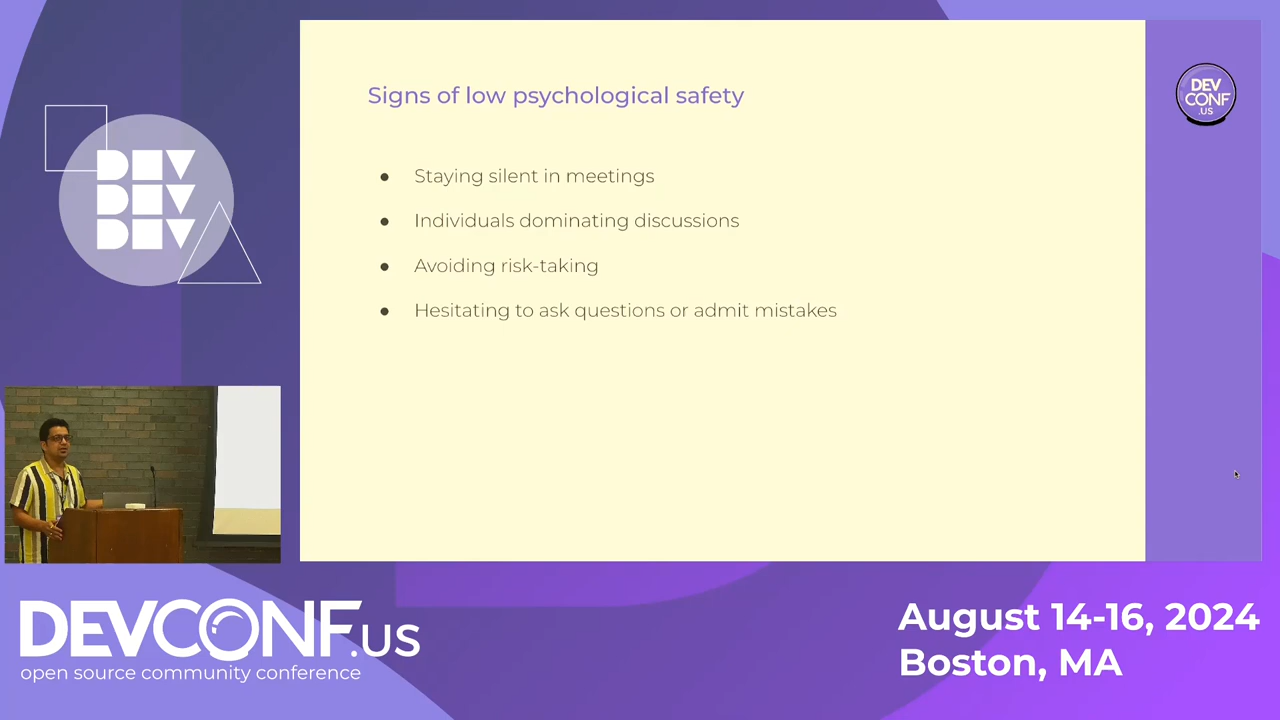 Signs of low psychological safety
● Staying silent in meetings
● Individuals dominating discussions
● Avoiding risk-taking
● Hesitating to ask questions or admit mistakes
DEV
CONF
.US
DEV
DEV
DEV
DEVCONF.US
open source community conference
August 14-16, 2024
Boston, MA